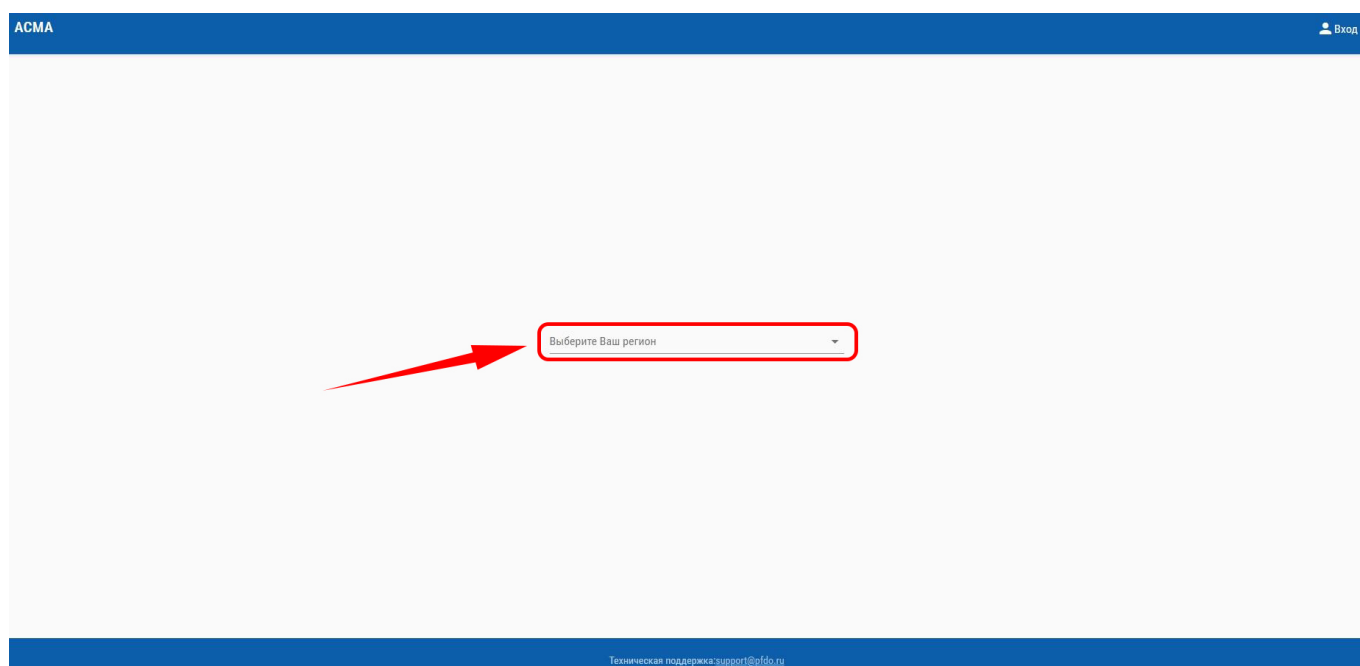 АСМА
Вход
Выберите Ваш регион
Техническая поддержка:support@pfdo.ru